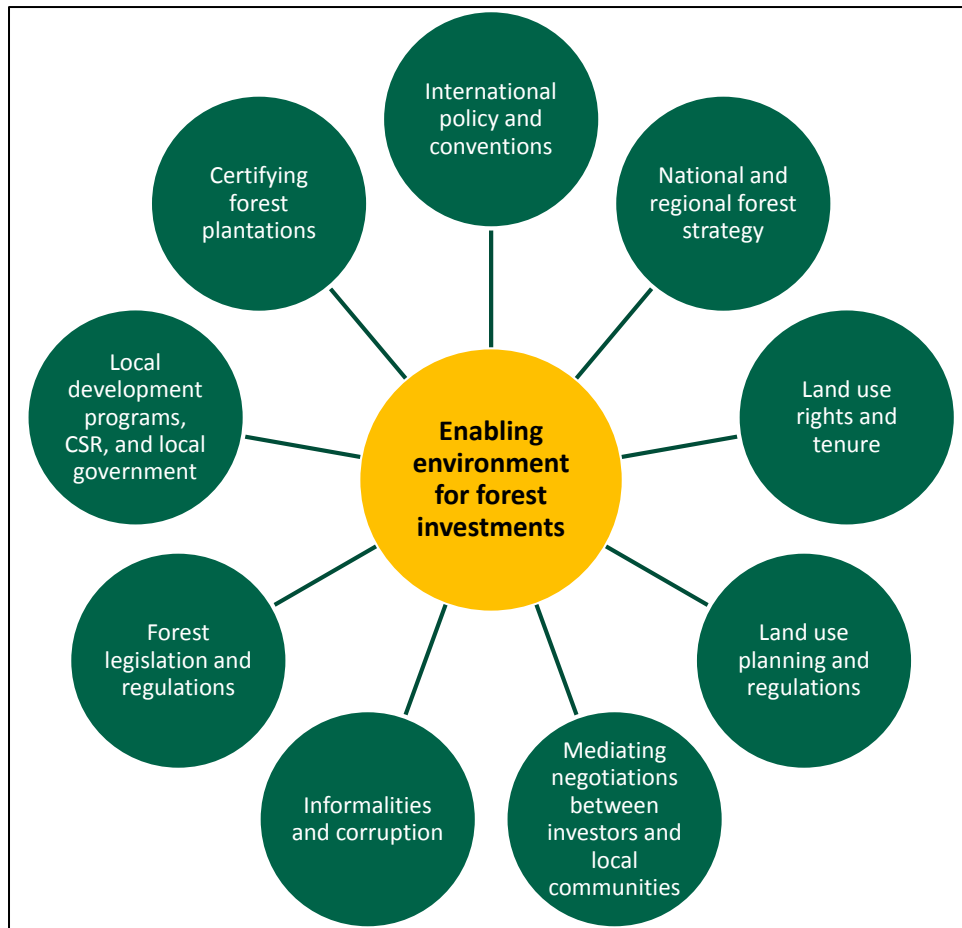 International
policy and
conventions
National and
regional forest
strategy
Land use
rights and
tenure
Land use
planning and
regulations
Mediating
negotiations
between
investors and
local
communities
Informalities
and corruption
Forest
legislation and
regulations
Local
development
programs,
CSR, and local
government
Certifying
forest
plantations
Enabling
environment
for forest
investments